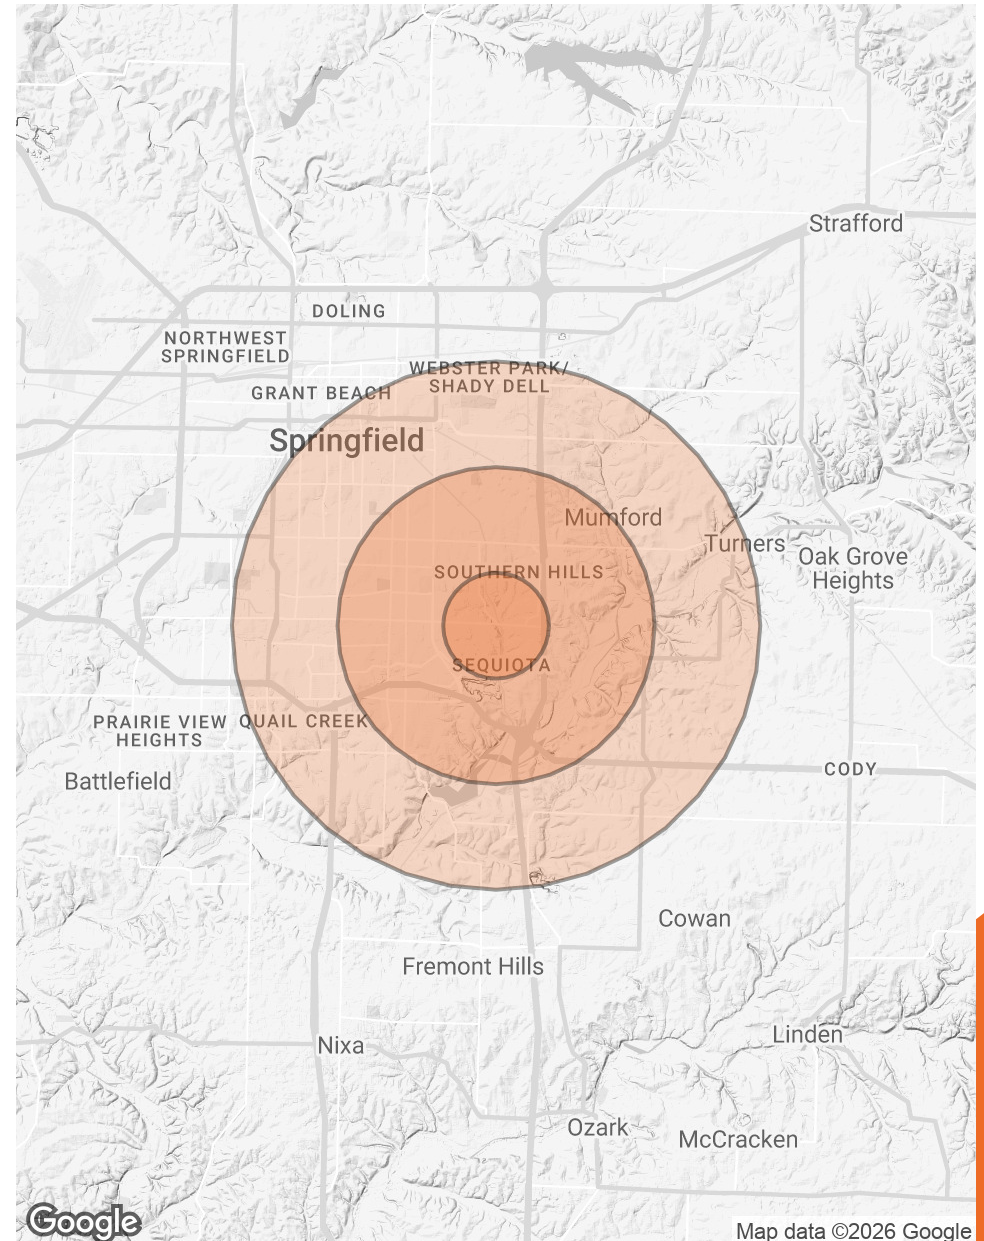 Strafford
DOLING
NORTHWEST
SPRINGFIELD
WEBSTER PARK/
SHADY DELL
GRANT BEACH
Springfield
Mumford
Turners
Oak Grove
Heights
SOUTHERN HILLS
SEQUIOTA
PRAIRIE VIEW
HEIGHTS
QUAIL CREEK
Battlefield
CODY
Cowan
Fremont Hills
Linden
Nixa
Ozark
McCracken
Google
Map data ©2026 Google